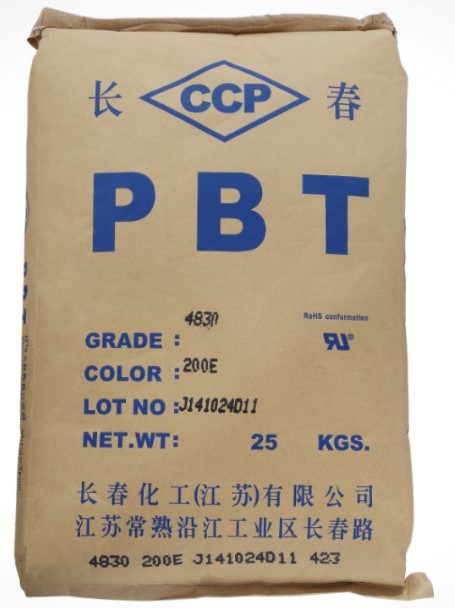 长 CCP 春
PBT
4830
RoHS conformation
GRADE :
COLOR : 200E
LOT NO : J141024D11
NET.WT: 25 KGS.
长春化工(江苏)有限公司
江苏常熟沿江工业区长春路
4830 200E J141024D11 423